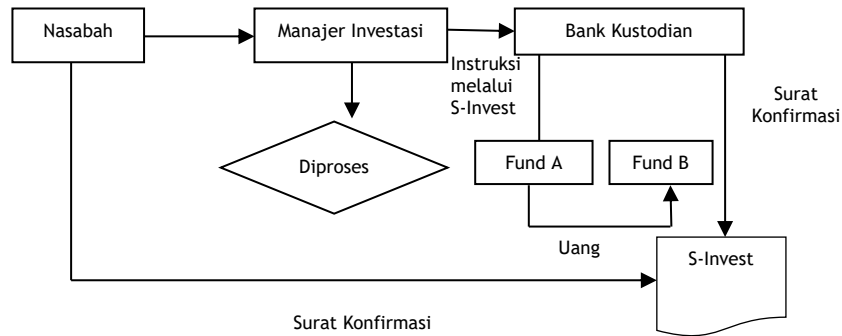 Nasabah
Manajer Investasi
Bank Kustodian
Instruksi
melalui
S-Invest
Surat
Konfirmasi
Diproses
Fund A
Fund B
Uang
S-Invest
Surat Konfirmasi